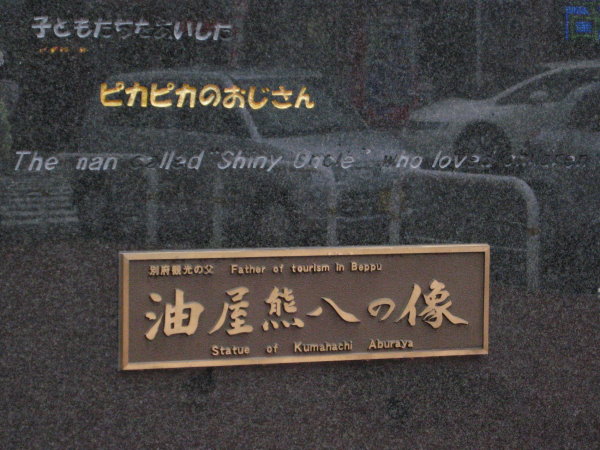 子どもたちをあいした
ピカピカのおじさん
The man called "Shiny Uncle" who loved children
別府観光の父 Father of tourism in Beppu
油屋熊八の像
Statue of Kumahachi Aburaya